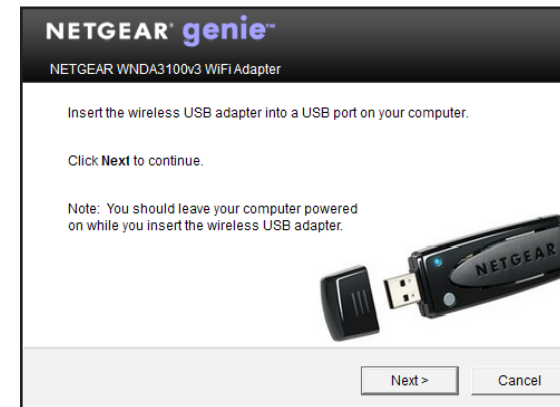 NETGEAR® genie™
NETGEAR WNDA3100v3 WiFi Adapter
Insert the wireless USB adapter into a USB port on your computer.
Click Next to continue.
Note: You should leave your computer powered
on while you insert the wireless USB adapter.
NETGEAR
Next >
Cancel